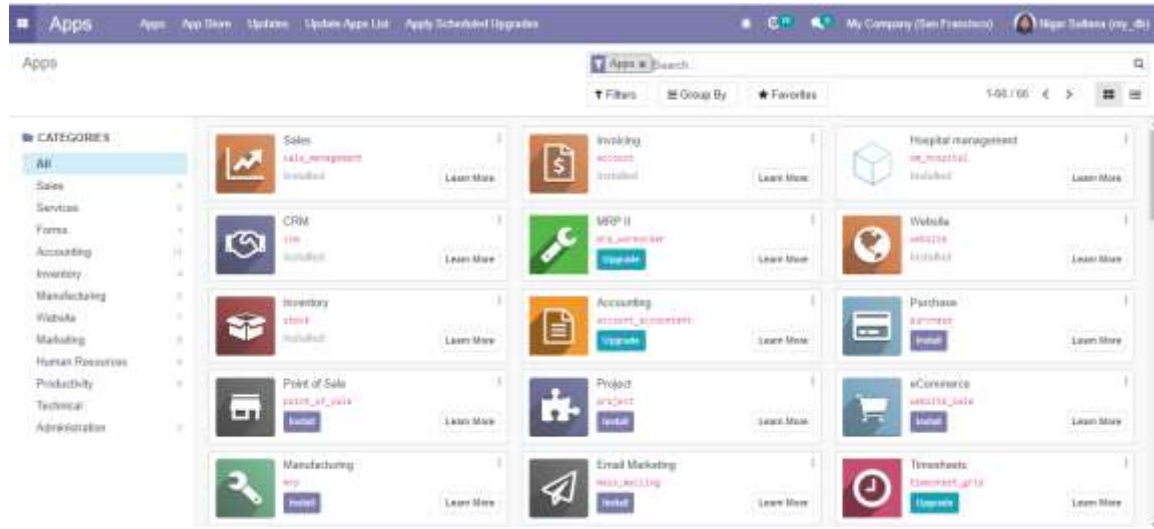 Apps
Apps App Store Updates Update Apps List Apply Scheduled Upgrades
My Company (San Francisco) Nigar Sultana (my_db)
Apps
Apps Search...
Filters Group By Favorites
CATEGORIES
All
Sales
Services
Forms
Accounting
Inventory
Manufacturing
Website
Marketing
Human Resources
Productivity
Technical
Administration
Sales
sale_management
Installed
Learn More
Invoicing
account
Installed
Learn More
Hospital management
om_hospital
Installed
Learn More
CRM
crm
Installed
Learn More
MRP II
mrp_workorder
Upgrade
Learn More
Website
website
Installed
Learn More
Inventory
stock
Installed
Learn More
Accounting
account_accountant
Upgrade
Learn More
Purchase
purchase
Install
Learn More
Point of Sale
point_of_sale
Install
Learn More
Project
project
Install
Learn More
eCommerce
website_sale
Install
Learn More
Manufacturing
mrp
Install
Learn More
Email Marketing
mass_mailing
Install
Learn More
Timesheets
timesheet_grid
Upgrade
Learn More